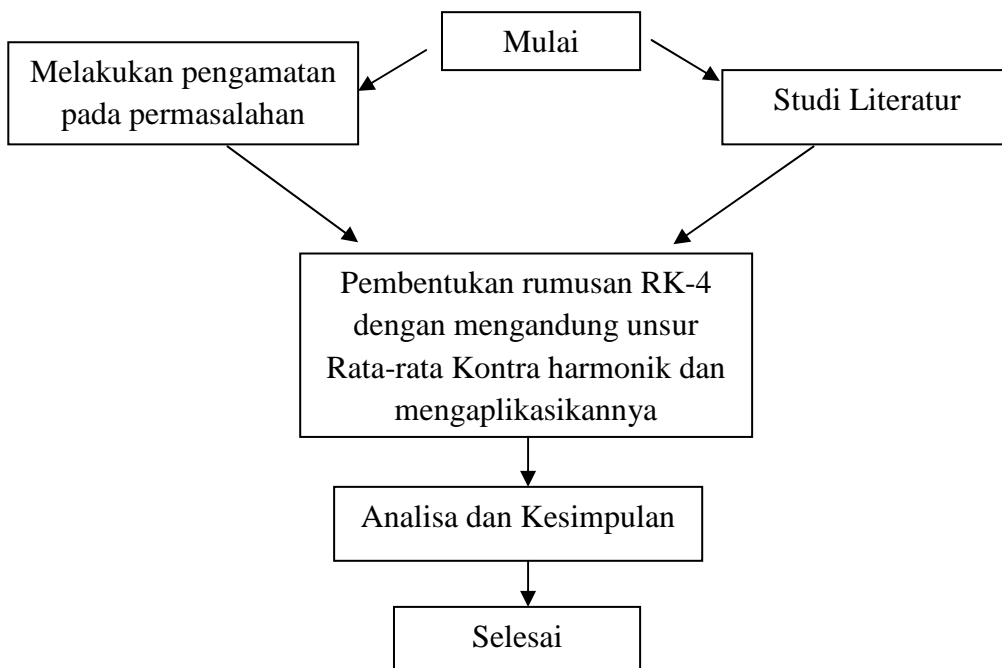 Mulai
Melakukan pengamatan
pada permasalahan
Studi Literatur
Pembentukan rumusan RK-4
dengan mengandung unsur
Rata-rata Kontra harmonik dan
mengaplikasikannya
Analisa dan Kesimpulan
Selesai